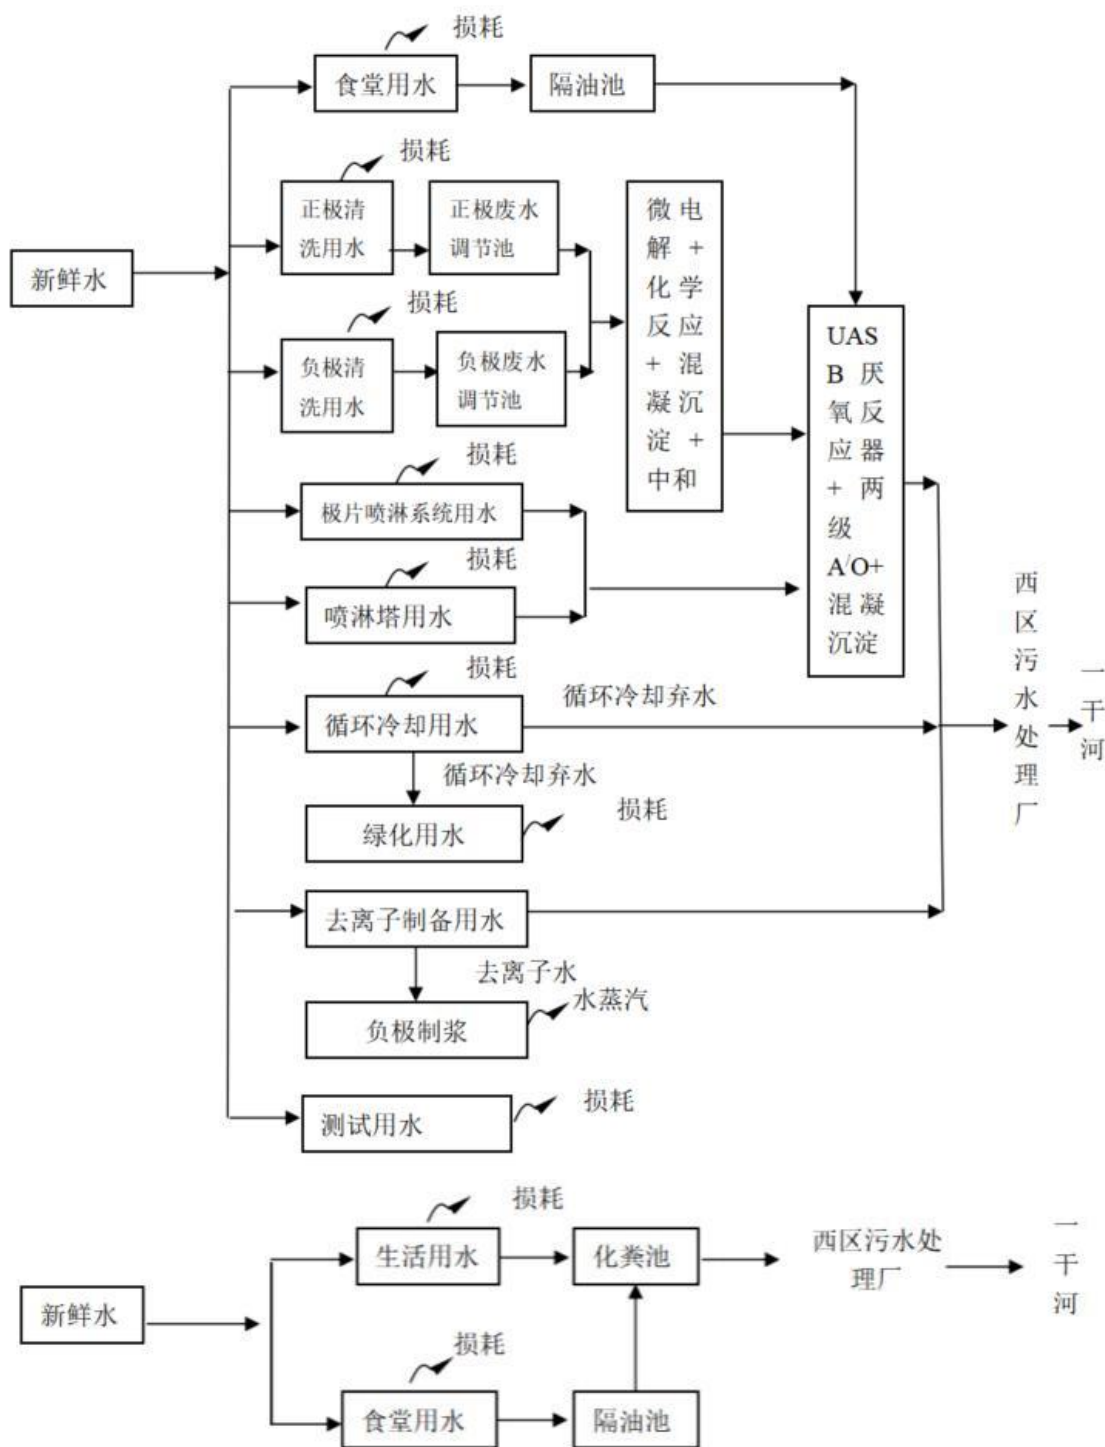 损耗
食堂用水
隔油池
损耗
正极清
洗用水
正极废水
调节池
微电
解+
化学
反应
+混
凝沉
淀+
中和
新鲜水
损耗
负极清
洗用水
负极废水
调节池
UAS
B 厌
氧反
应器
+ 两
级
A/O+
混凝
沉淀
损耗
极片喷淋系统用水
损耗
喷淋塔用水
损耗
循环冷却用水
循环冷却弃水
循环冷却弃水
绿化用水
损耗
西
区
污
水
处
理
厂
一
干
河
去离子制备用水
去离子水
负极制浆
水蒸汽
测试用水
损耗
损耗
生活用水
化粪池
西区污水处
理厂
一
干
河
新鲜水
损耗
食堂用水
隔油池